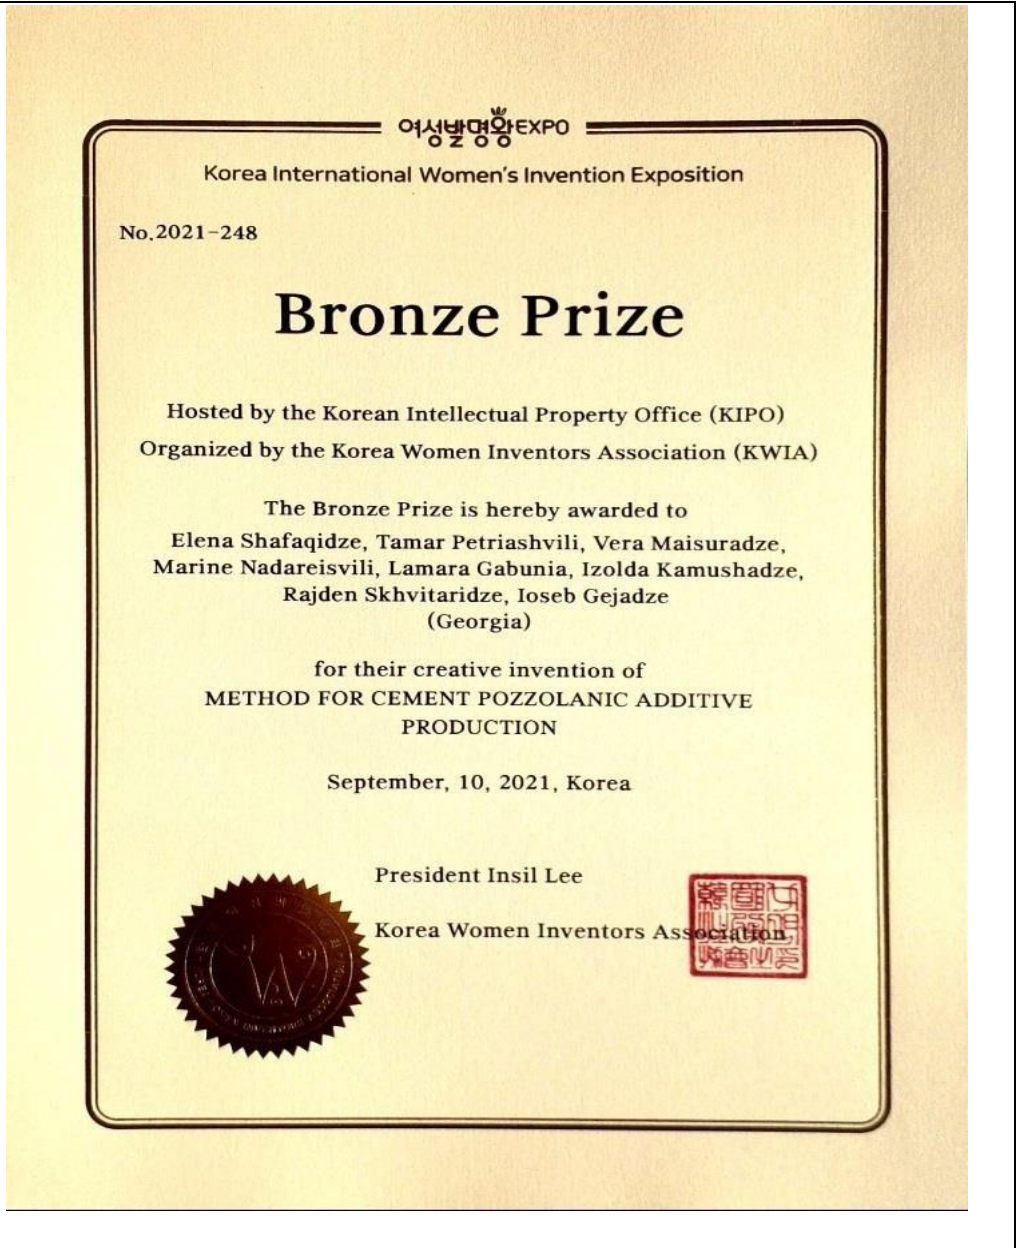 여성발명왕EXPO
Korea International Women's Invention Exposition
No.2021-248
Bronze Prize
Hosted by the Korean Intellectual Property Office (KIPO)
Organized by the Korea Women Inventors Association (KWIA)
The Bronze Prize is hereby awarded to
Elena Shafaqidze, Tamar Petriashvili, Vera Maisuradze,
Marine Nadareisvili, Lamara Gabunia, Izolda Kamushadze,
Rajden Skhvitaridze, Ioseb Gejadze
(Georgia)
for their creative invention of
METHOD FOR CEMENT POZZOLANIC ADDITIVE
PRODUCTION
September, 10, 2021, Korea
President Insil Lee
Korea Women Inventors Association